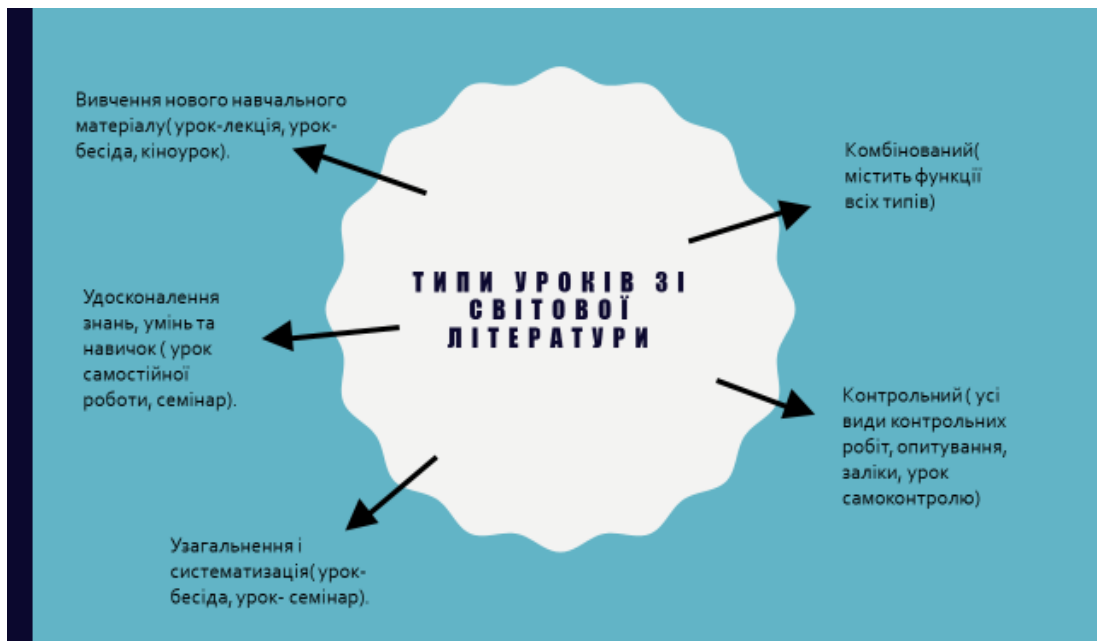 Вивчення нового навчального
матеріалу( урок-лекція, урок-
бесіда, кіноурок).
Удосконалення
знань, умінь та
навичок ( урок
самостійної
роботи, семінар).
Узагальнення і
систематизація( урок-
бесіда, урок- семінар).
ТИПИ УРОКІВ ЗІ
СВІТОВОЇ
ЛІТЕРАТУРИ
Комбінований(
містить функції
всіх типів)
Контрольний ( усі
види контрольних
робіт, опитування,
заліки, урок
самоконтролю)